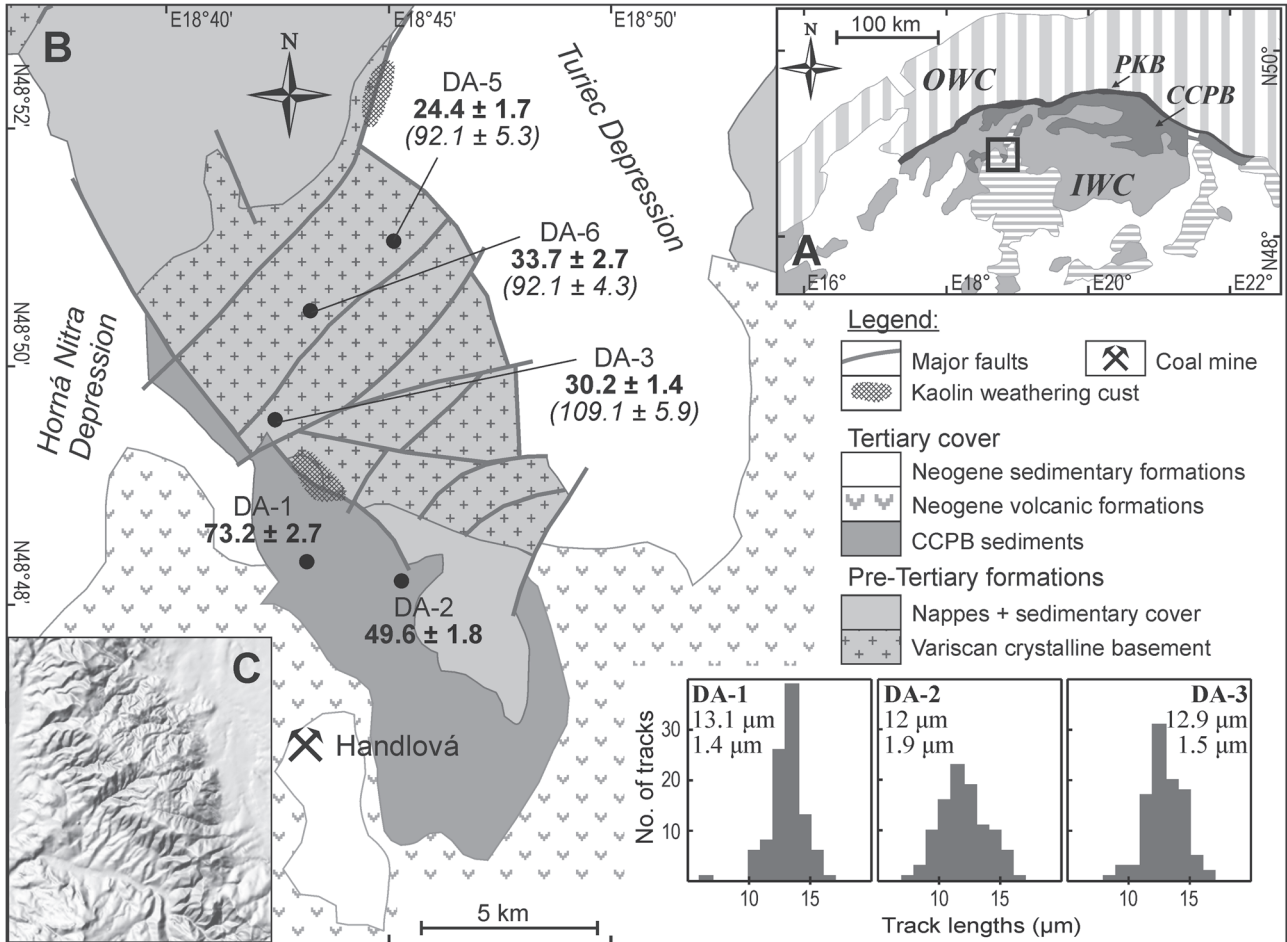 E18°40'
E18°45'
E18°50'
B
N
N48°52'
DA-5
24.4 ± 1.7
(92.1 ± 5.3)
Turiec Depression
DA-6
33.7 ± 2.7
(92.1 ± 4.3)
N48°50'
Horná Nitra
Depression
DA-3
30.2 ± 1.4
(109.1 ± 5.9)
DA-1
73.2 ± 2.7
N48°48'
DA-2
49.6 ± 1.8
Handlová
5 km
C
100 km
N
OWC
PKB
CCPB
IWC
A
N50°
N48°
E16°
E18°
E20°
E22°
Legend:
Major faults
Coal mine
Kaolin weathering cust
Tertiary cover
Neogene sedimentary formations
Neogene volcanic formations
CCPB sediments
Pre-Tertiary formations
Nappes + sedimentary cover
Variscan crystalline basement
DA-1
13.1 µm
1.4 µm
DA-2
12 µm
1.9 µm
DA-3
12.9 µm
1.5 µm
No. of tracks
30
20
10
10 15
10 15
10 15
Track lengths (µm)